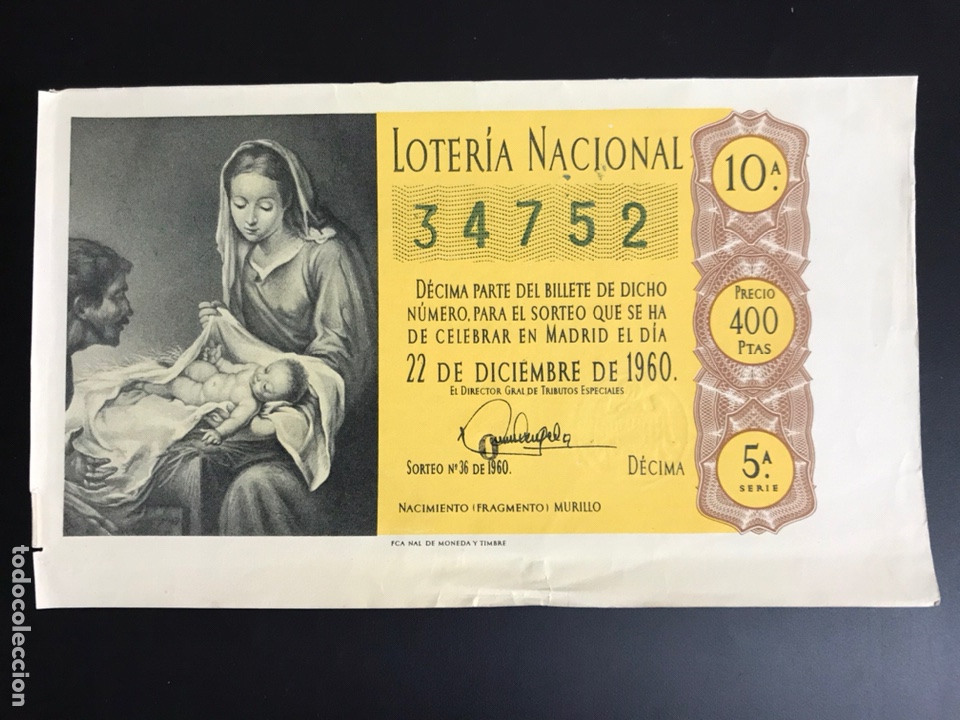 LOTERÍA NACIONAL
34752
DÉCIMA PARTE DEL BILLETE DE DICHO
NÚMERO, PARA EL SORTEO QUE SE HA
DE CELEBRAR EN MADRID EL DÍA
22 DE DICIEMBRE DE 1960.
EL DIRECTOR GRAL DE TRIBUTOS ESPECIALES
SORTEO Nº 36 DE 1960.
DÉCIMA
NACIMIENTO (FRAGMENTO) MURILLO
FCA NAL DE MONEDA Y TIMBRE
10ª.
PRECIO
400
PTAS
5ª.
SERIE
todocoleccion